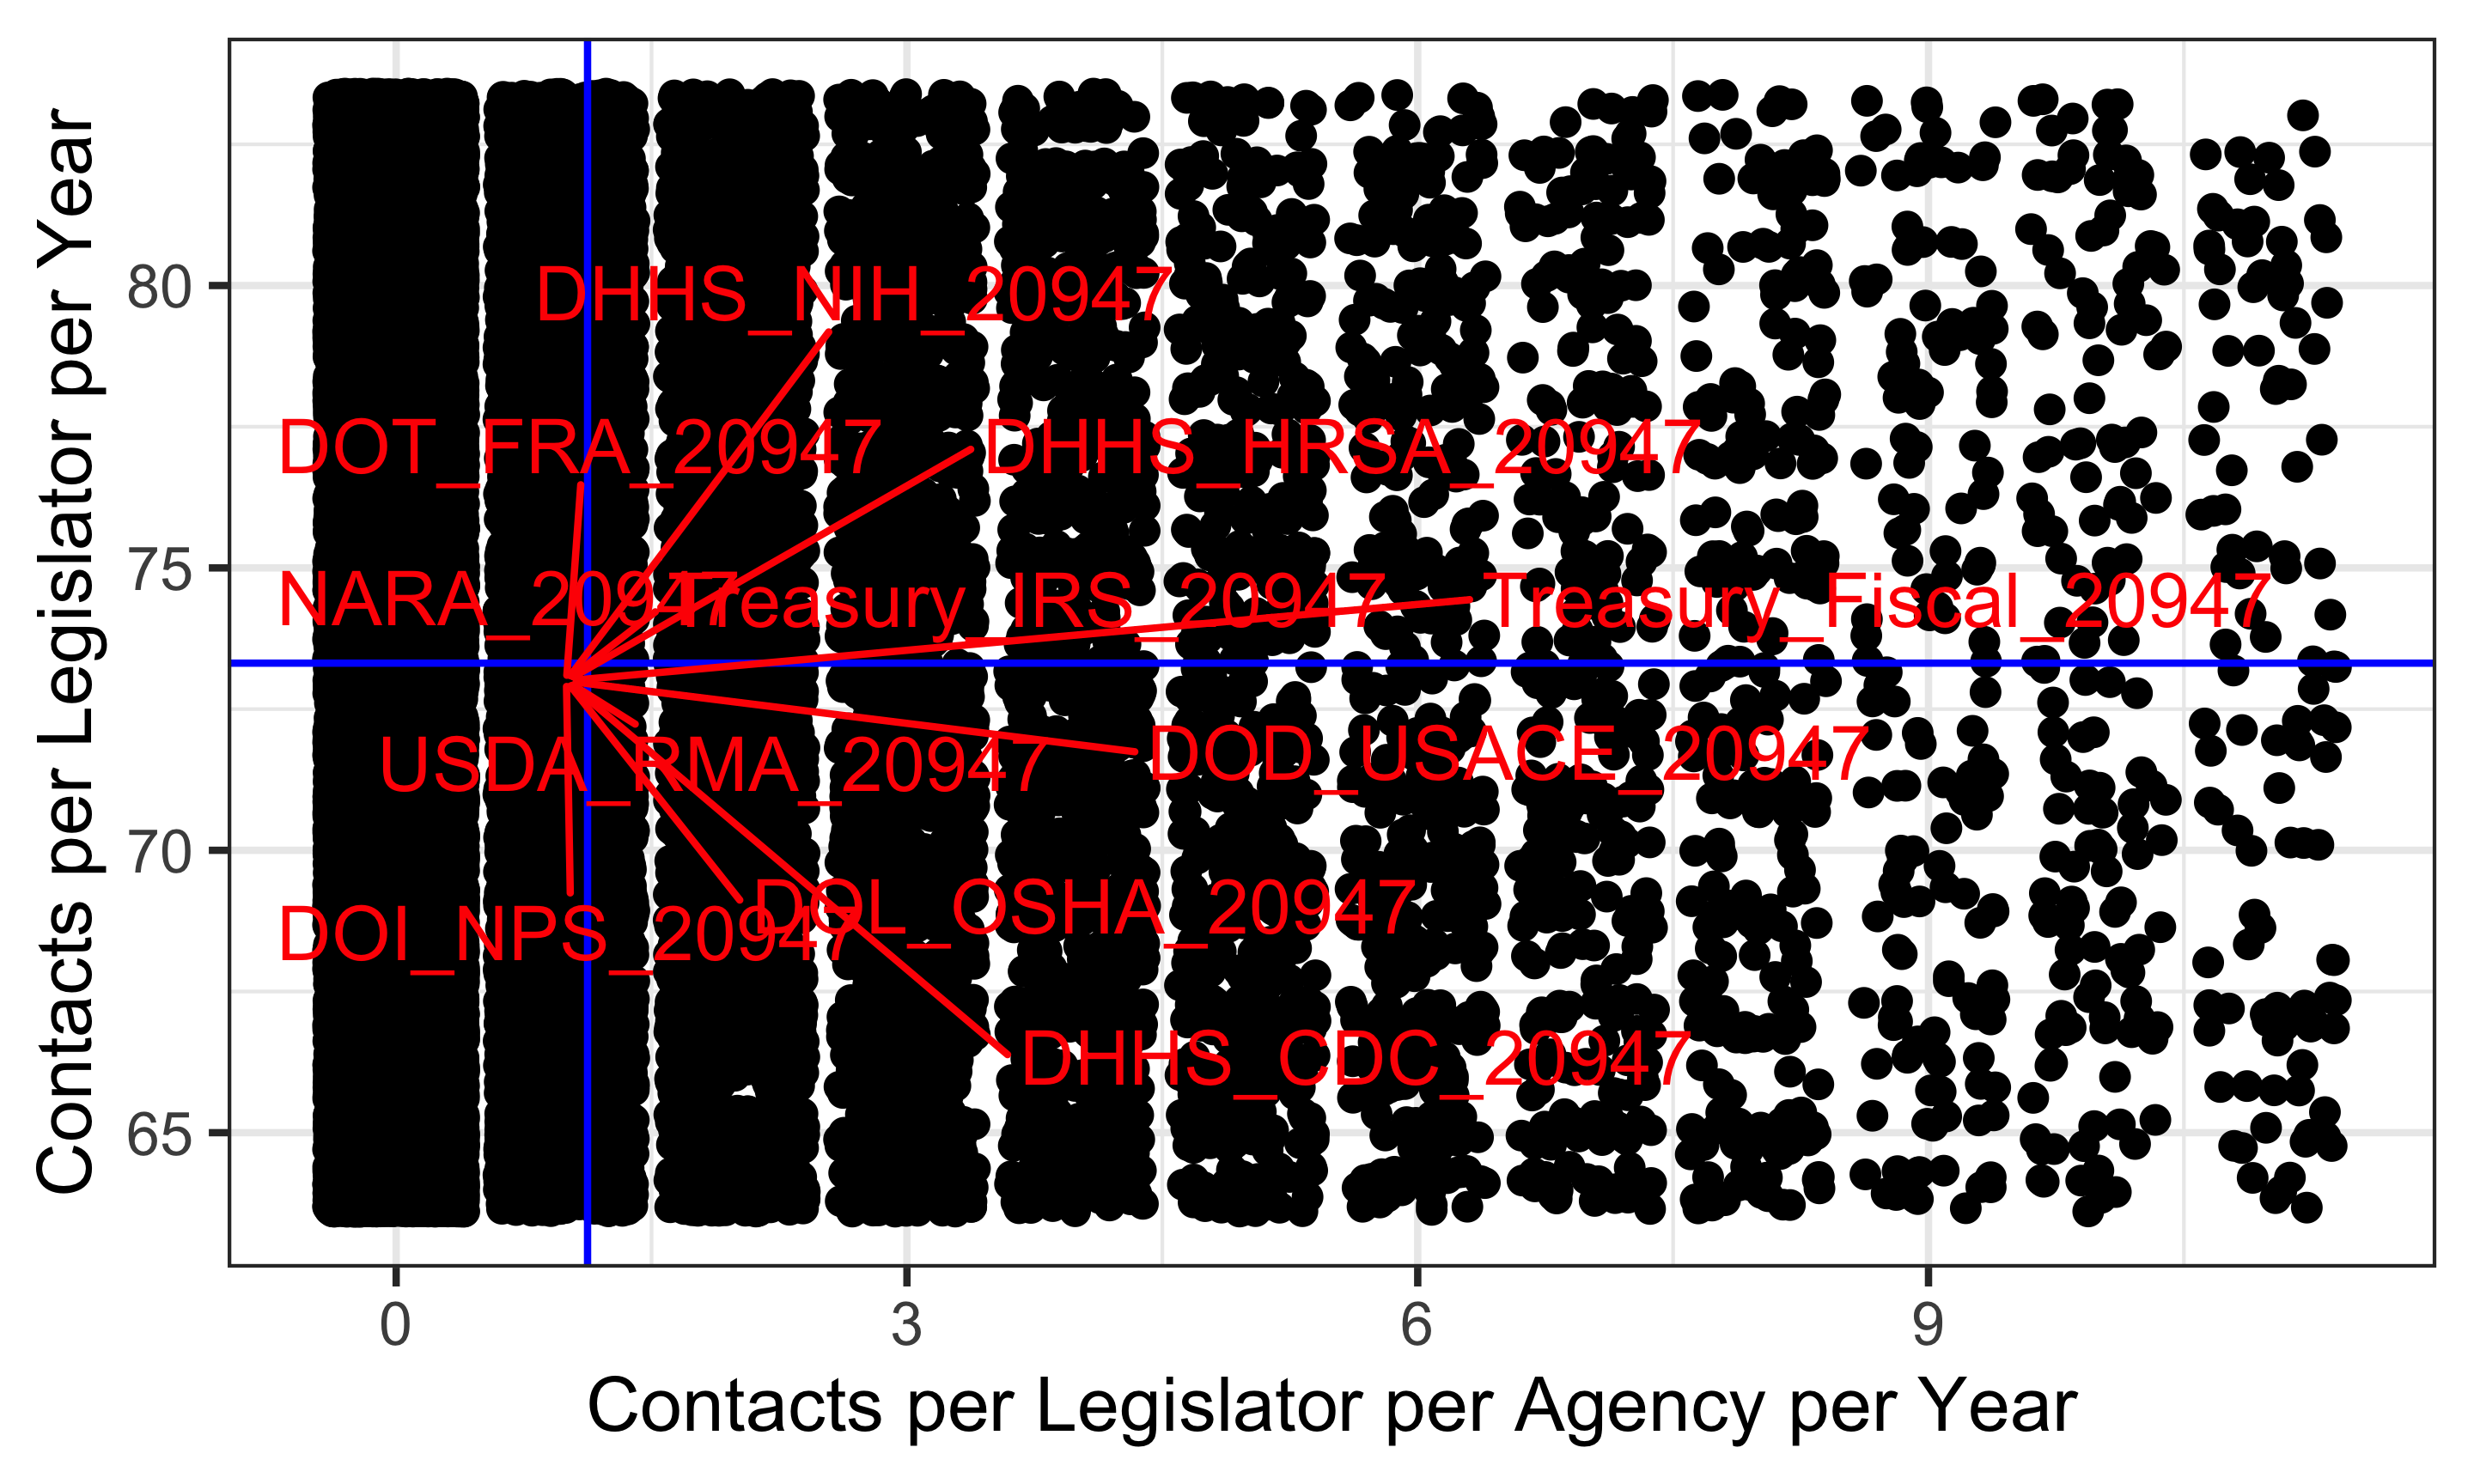 Contacts per Legislator per Year
80
75
70
65
DHHS_NIH_20947
DOT_FRA_20947
DHHS_HRSA_20947
NARA_20947
Treasury_IRS_20947
Treasury_Fiscal_20947
USDA_RMA_20947
DOD_USACE_20947
DOL_OSHA_20947
DOI_NPS_20947
DHHS_CDC_20947
0
3
6
9
Contacts per Legislator per Agency per Year